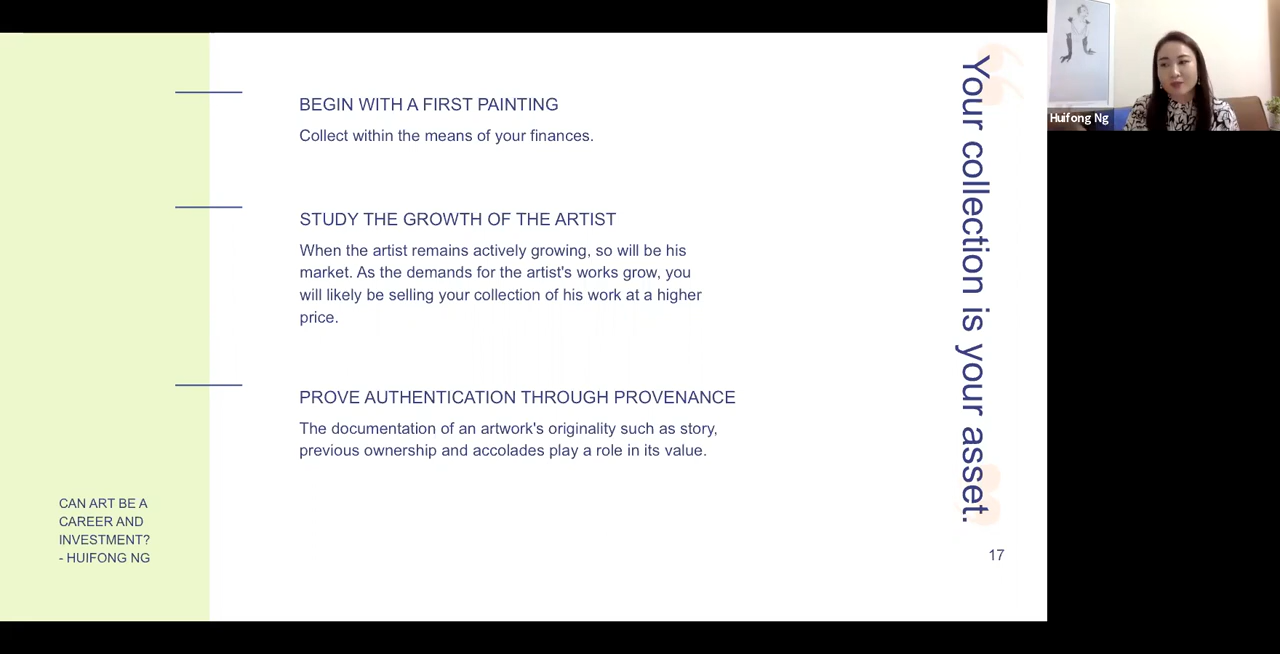 BEGIN WITH A FIRST PAINTING
Collect within the means of your finances.
STUDY THE GROWTH OF THE ARTIST
When the artist remains actively growing, so will be his
market. As the demands for the artist's works grow, you
will likely be selling your collection of his work at a higher
price.
PROVE AUTHENTICATION THROUGH PROVENANCE
The documentation of an artwork's originality such as story,
previous ownership and accolades play a role in its value.
CAN ART BE A
CAREER AND
INVESTMENT?
- HUIFONG NG
Your collection is your asset.
17
Huifong Ng